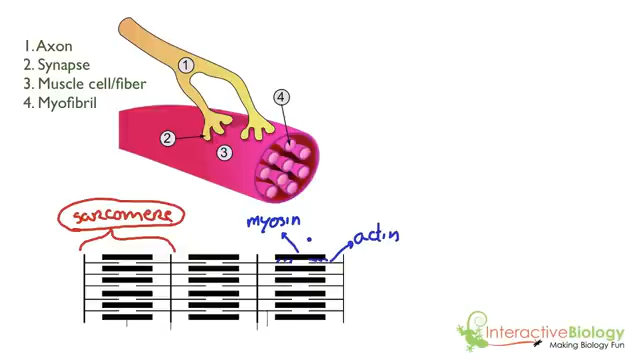 1. Axon
2. Synapse
3. Muscle cell/fiber
4. Myofibril
1
4
2
3
sarcomere
myosin
actin
InteractiveBiology
Making Biology Fun